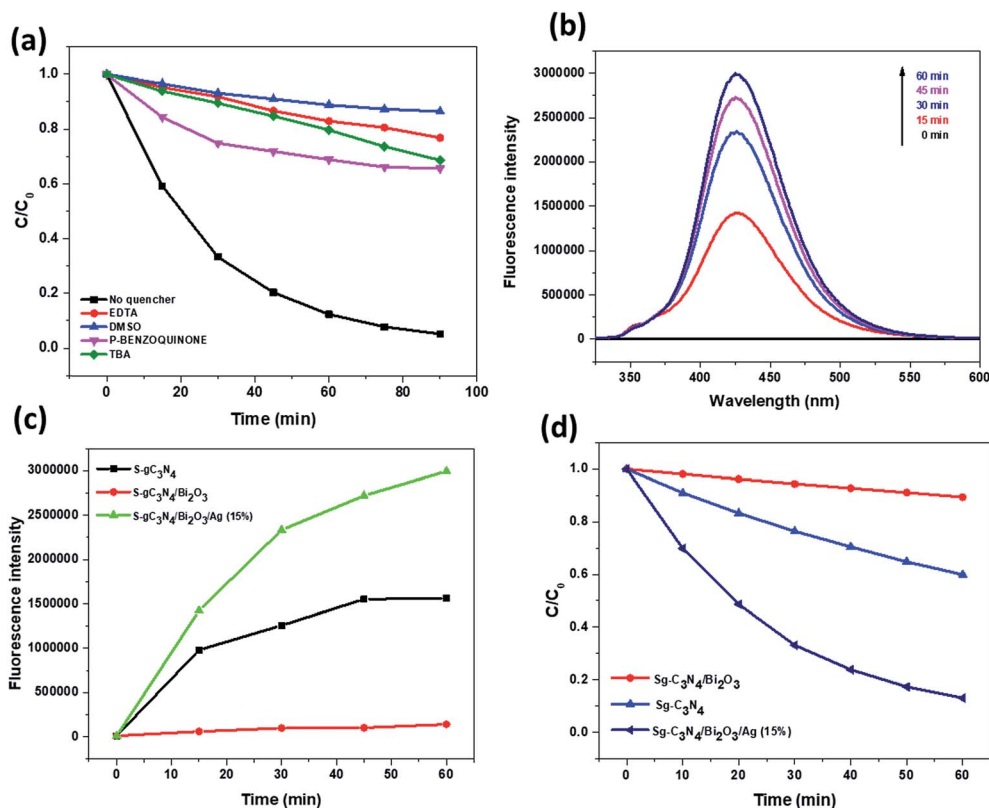 (a)
1.0
0.8
0.6
0.4
0.2
0.0
C/C₀
No quencher
EDTA
DMSO
P-BENZOQUINONE
TBA
0 20 40 60 80 100
Time (min)
(b)
3000000
2500000
2000000
1500000
1000000
500000
0
Fluorescence intensity
60 min
45 min
30 min
15 min
0 min
350 400 450 500 550 600
Wavelength (nm)
(c)
3000000
2500000
2000000
1500000
1000000
500000
0
Fluorescence intensity
S-gC₃N₄
S-gC₃N₄/Bi₂O₃
S-gC₃N₄/Bi₂O₃/Ag (15%)
0 10 20 30 40 50 60
Time (min)
(d)
1.0
0.8
0.6
0.4
0.2
0.0
C/C₀
Sg-C₃N₄/Bi₂O₃
Sg-C₃N₄
Sg-C₃N₄/Bi₂O₃/Ag (15%)
0 10 20 30 40 50 60
Time (min)